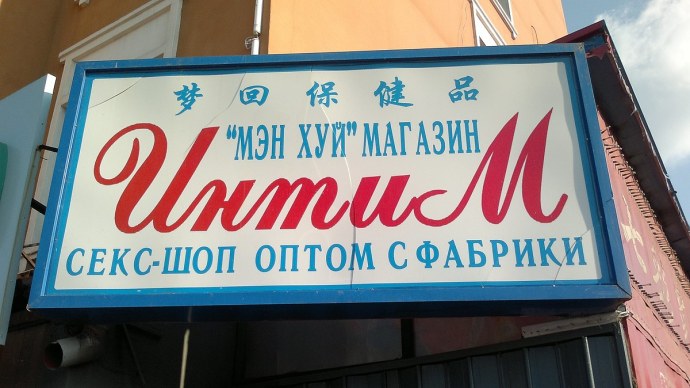 梦回保健品
"МЭН ХУЙ" МАГАЗИН
ИнтиМ
СЕКС-ШОП ОПТОМ С ФАБРИКИ